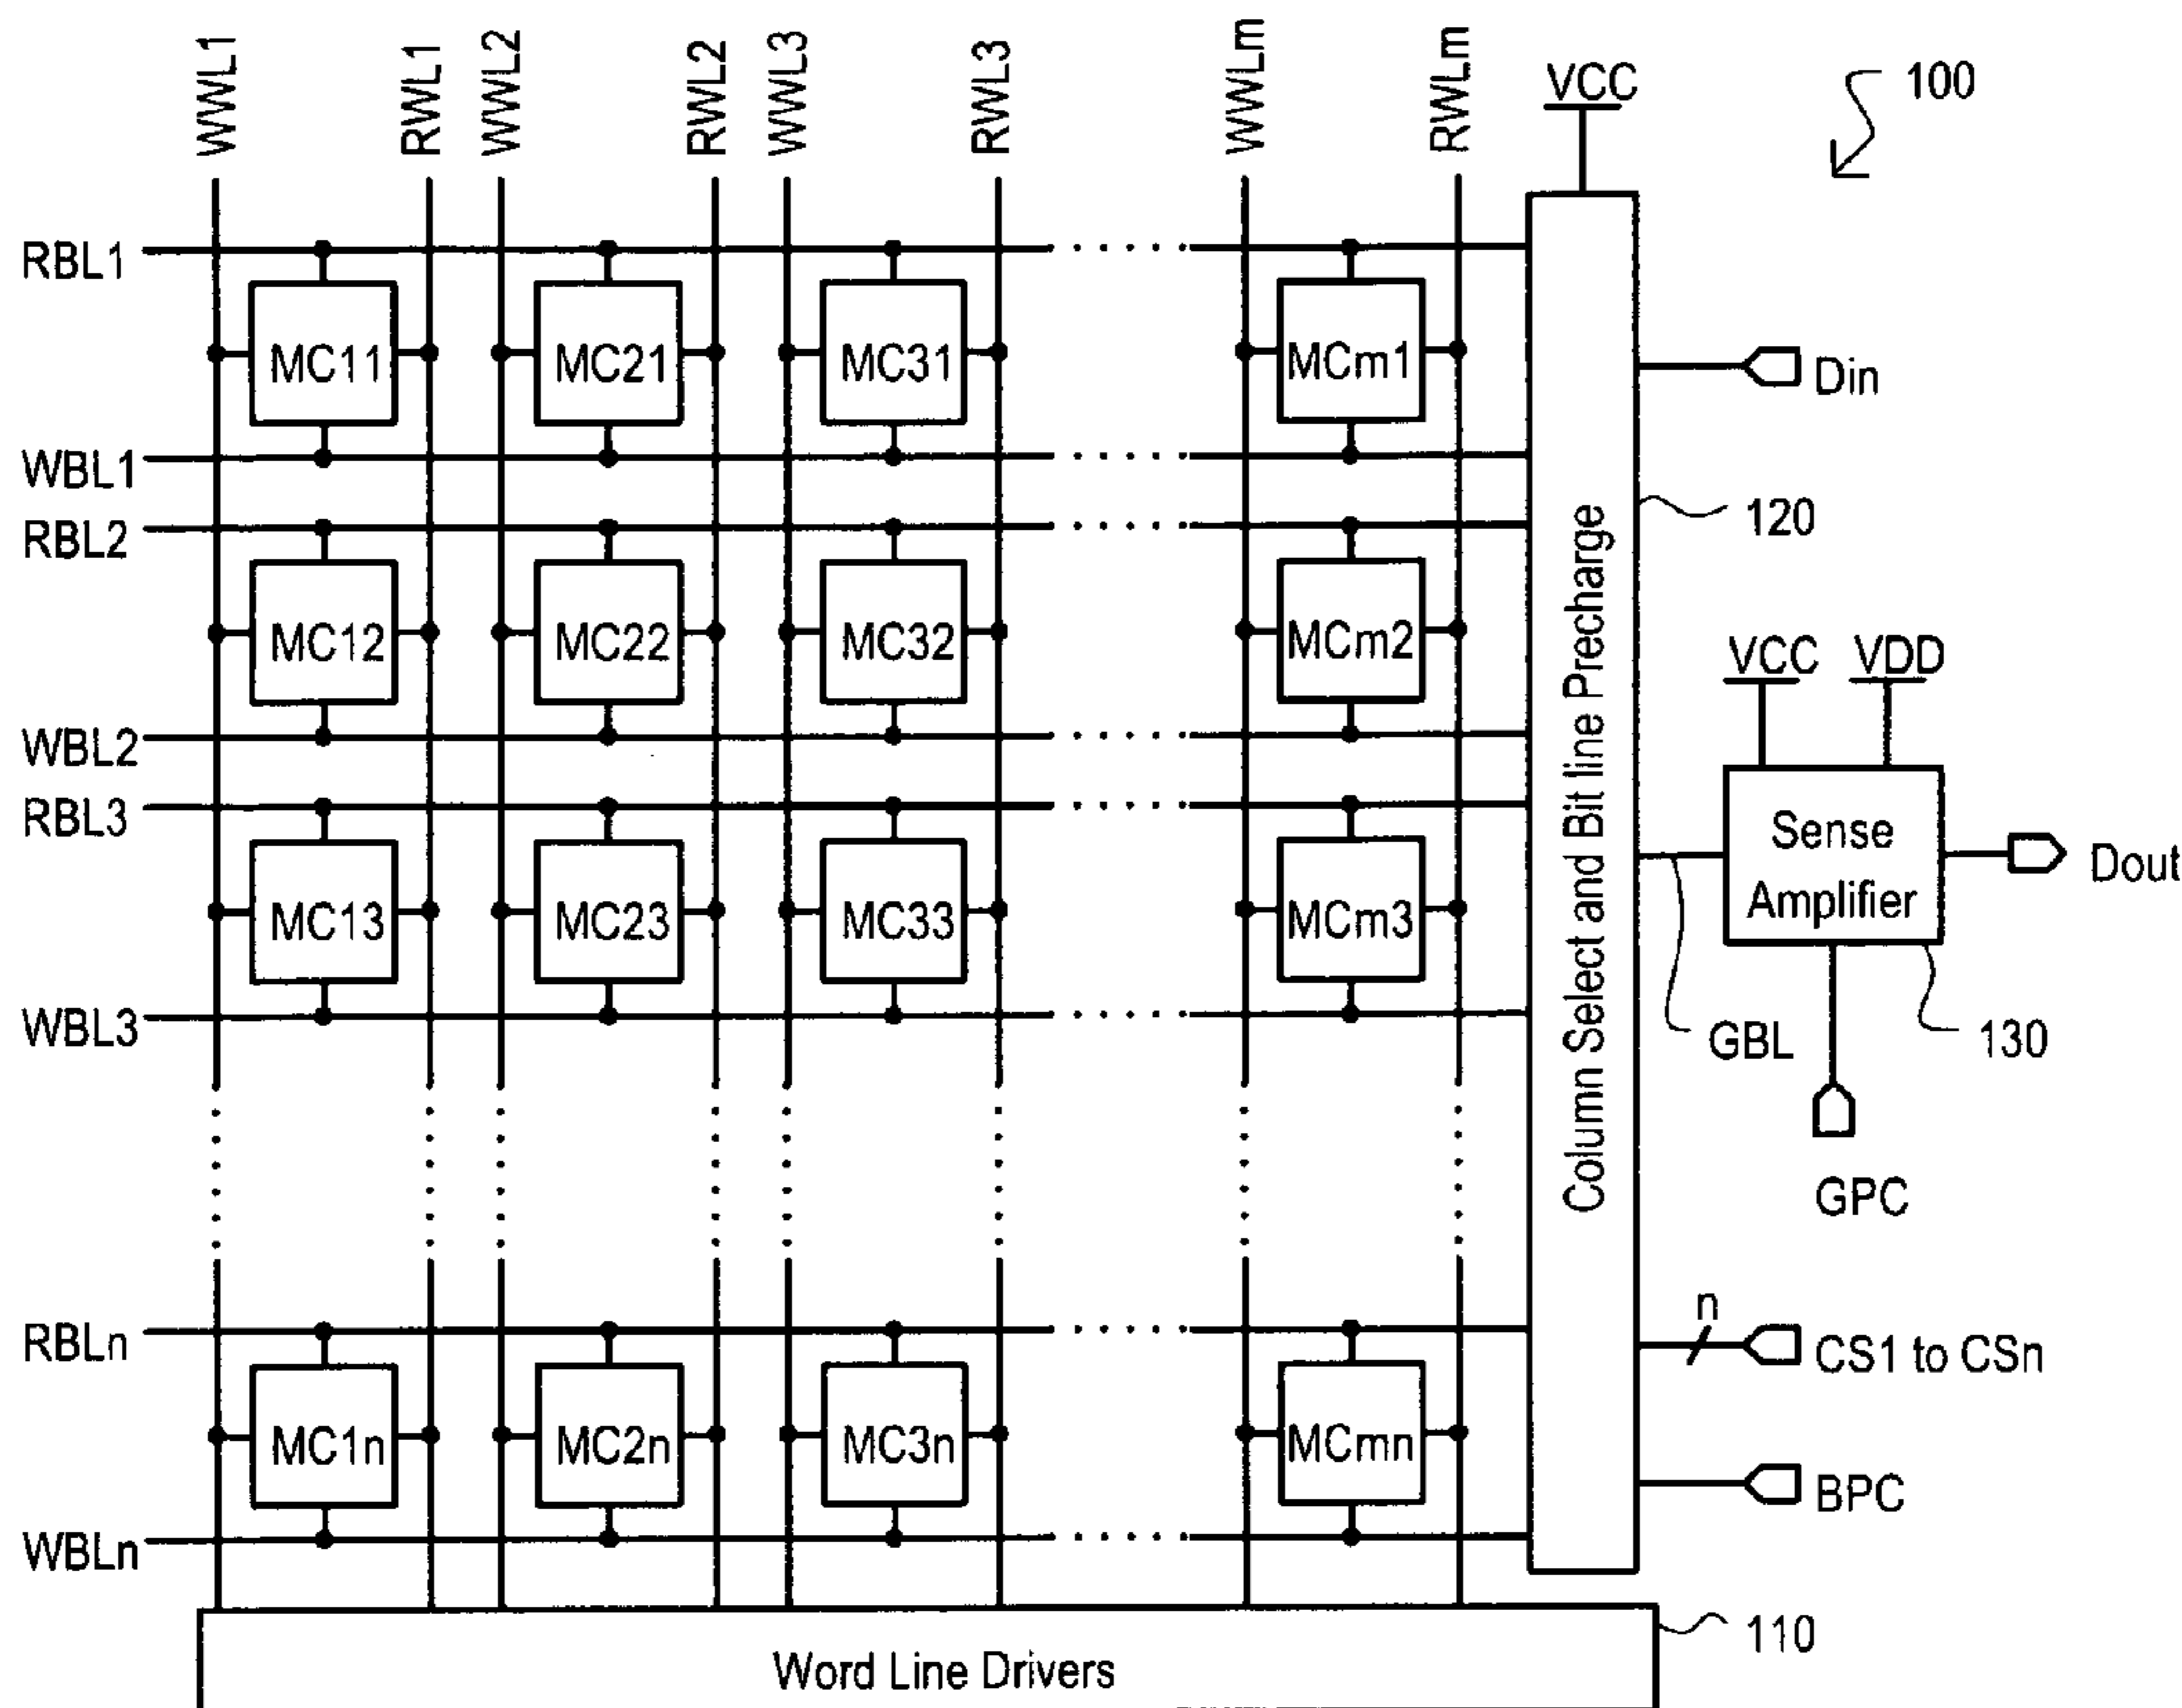 WWL1 RWL1 WWL2 RWL2 WWL3 RWL3 WWLm RWLm
VCC
100
RBL1
MC11 MC21 MC31 MCm1
Din
WBL1
RBL2
120
MC12 MC22 MC32 MCm2
VCC VDD
WBL2
RBL3
Column Select and Bit line Precharge
Sense
Amplifier
Dout
MC13 MC23 MC33 MCm3
WBL3
GBL
130
GPC
RBLn
n
CS1 to CSn
MC1n MC2n MC3n MCmn
BPC
WBLn
110
Word Line Drivers